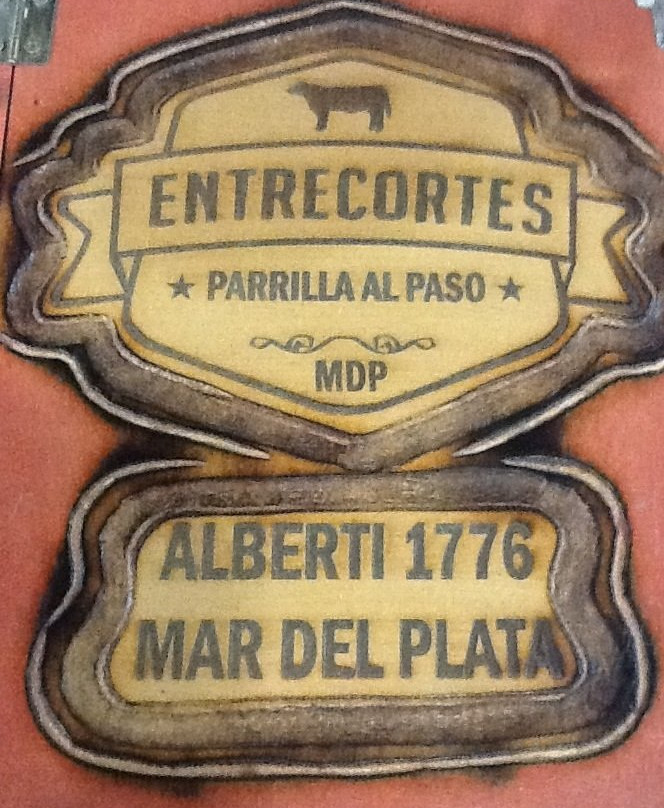 ENTRECORTES
★ PARRILLA AL PASO ★
MDP
ALBERTI 1776
MAR DEL PLATA